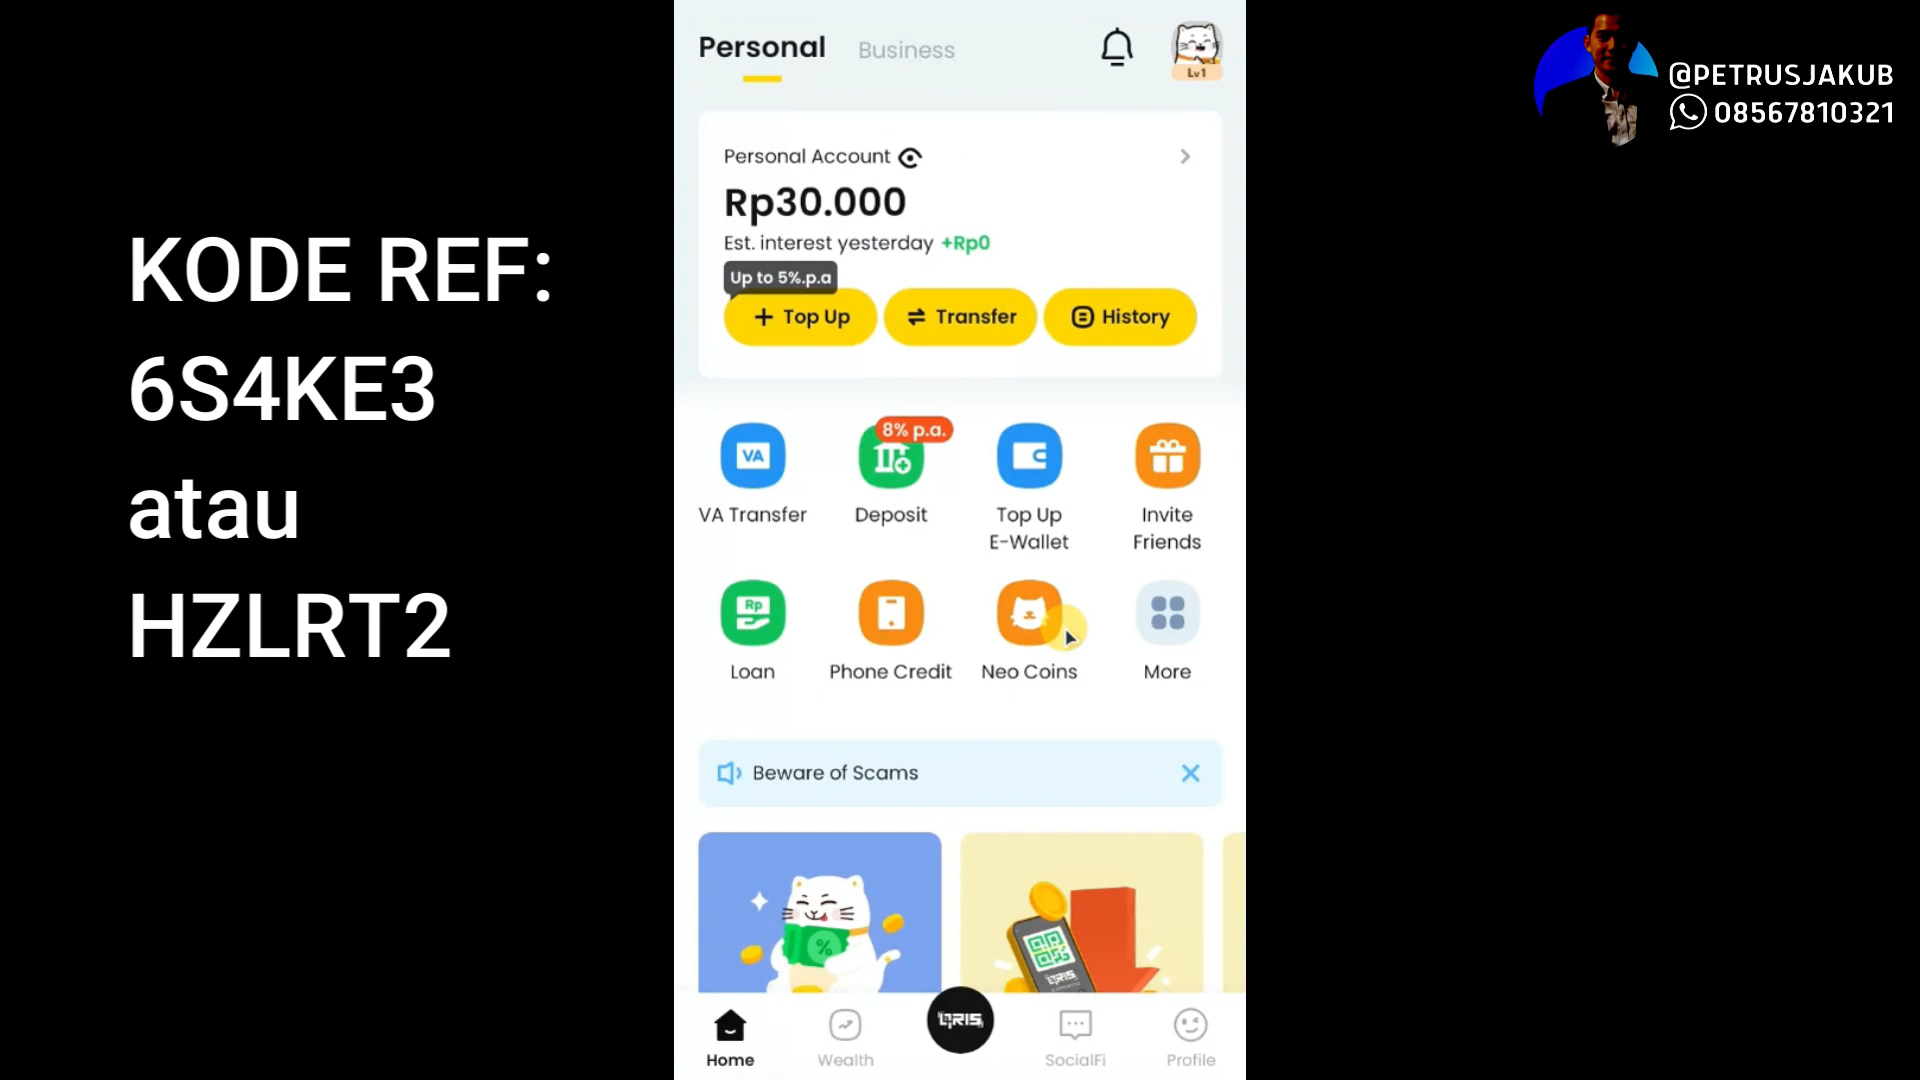 Personal
Business
Lv1
@PETRUSJAKUB
08567810321
KODE REF:
6S4KE3
atau
HZLRT2
Personal Account
Rp30.000
Est. interest yesterday +Rp0
Up to 5%.p.a
Top Up
Transfer
History
8% p.a.
VA
VA Transfer
Deposit
Top Up
E-Wallet
Invite
Friends
Rp
Loan
Phone Credit
Neo Coins
More
Beware of Scams
%
QRIS
QRIS
Home
Wealth
SocialFi
Profile